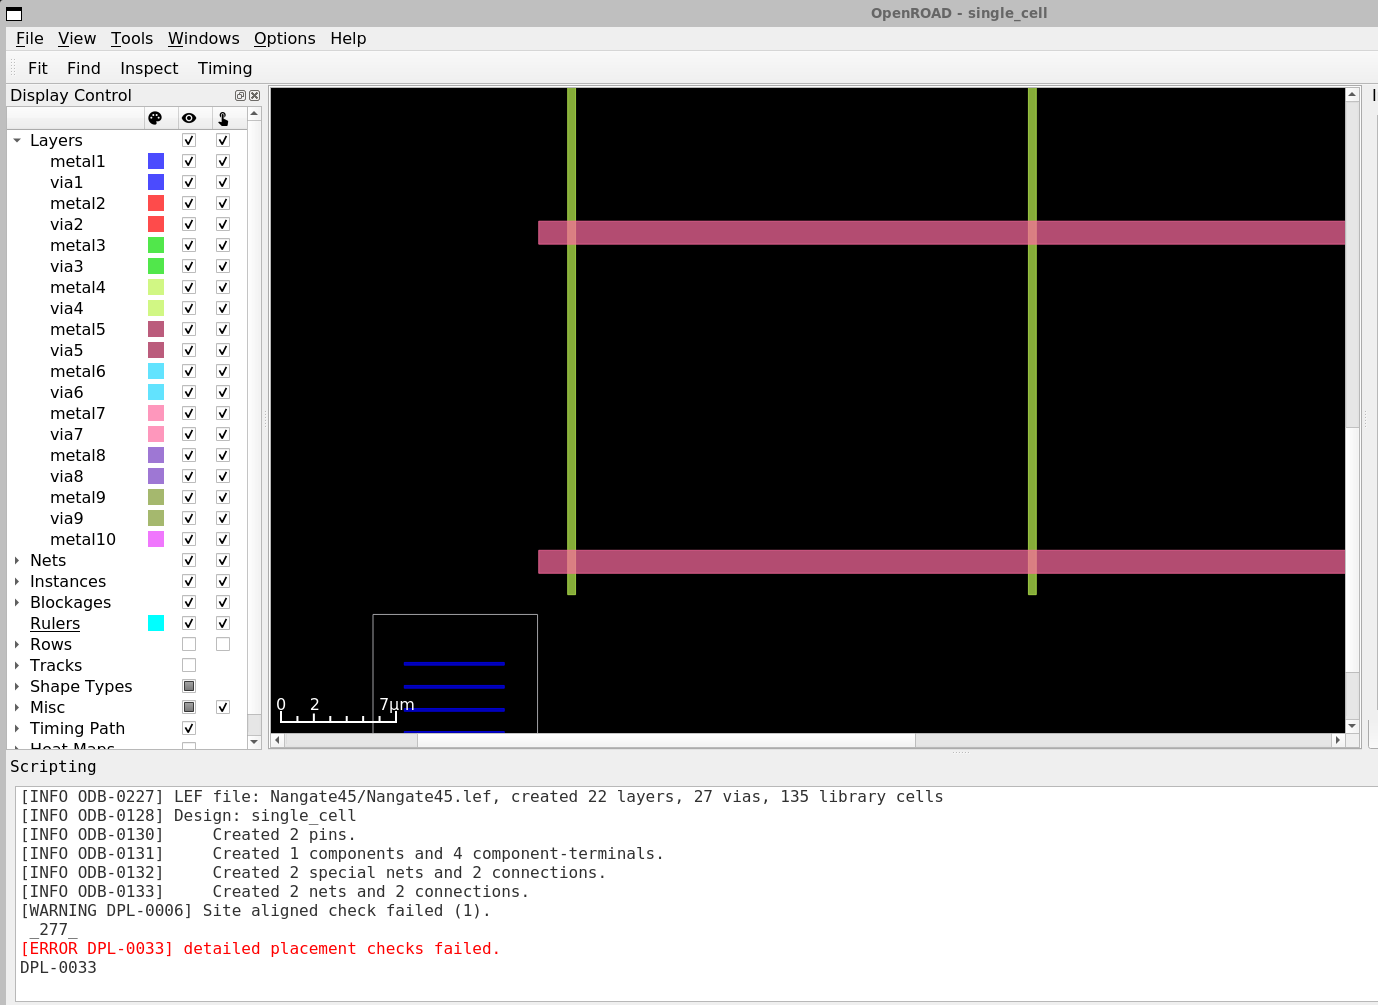 OpenROAD - single_cell
File View Tools Windows Options Help
Fit Find Inspect Timing
Display Control
Layers
metal1
via1
metal2
via2
metal3
via3
metal4
via4
metal5
via5
metal6
via6
metal7
via7
metal8
via8
metal9
via9
metal10
Nets
Instances
Blockages
Rulers
Rows
Tracks
Shape Types
Misc
Timing Path
Heat Maps
0 2 7μm
Scripting
[INFO ODB-0227] LEF file: Nangate45/Nangate45.lef, created 22 layers, 27 vias, 135 library cells
[INFO ODB-0128] Design: single_cell
[INFO ODB-0130]     Created 2 pins.
[INFO ODB-0131]     Created 1 components and 4 component-terminals.
[INFO ODB-0132]     Created 2 special nets and 2 connections.
[INFO ODB-0133]     Created 2 nets and 2 connections.
[WARNING DPL-0006] Site aligned check failed (1).
_277_
[ERROR DPL-0033] detailed placement checks failed.
DPL-0033